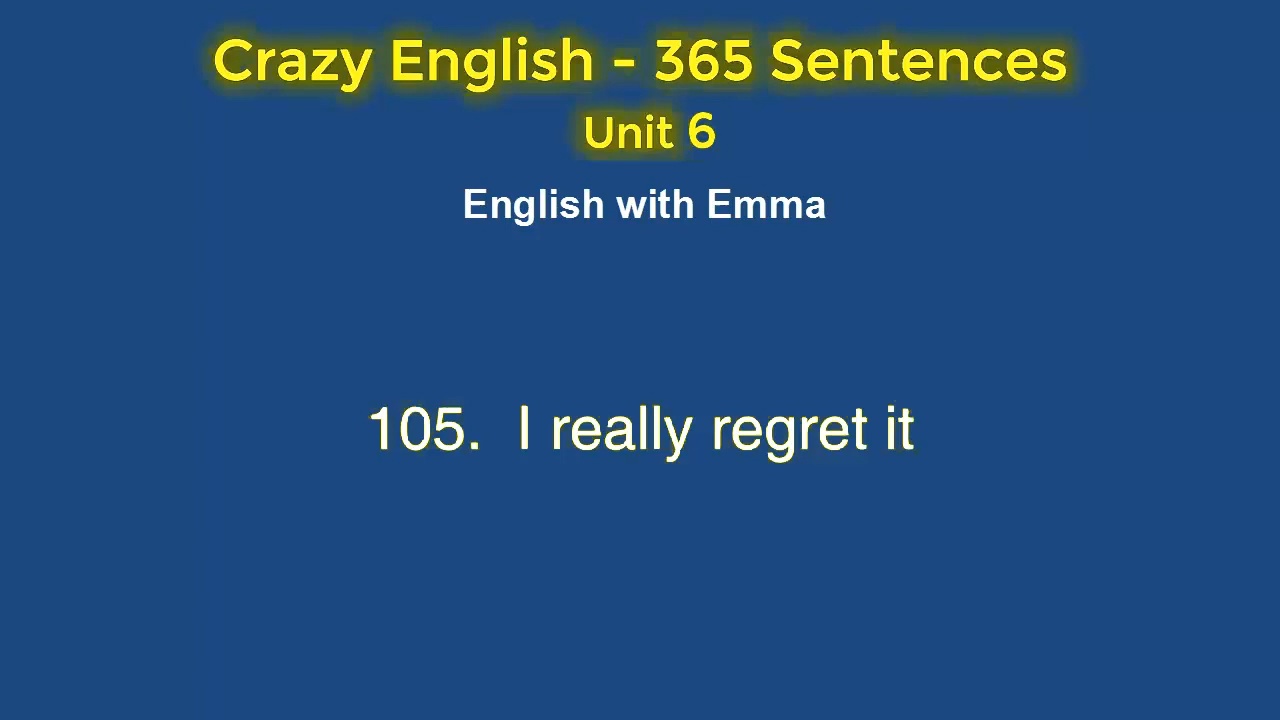 Crazy English - 365 Sentences
Unit 6
English with Emma
105. I really regret it